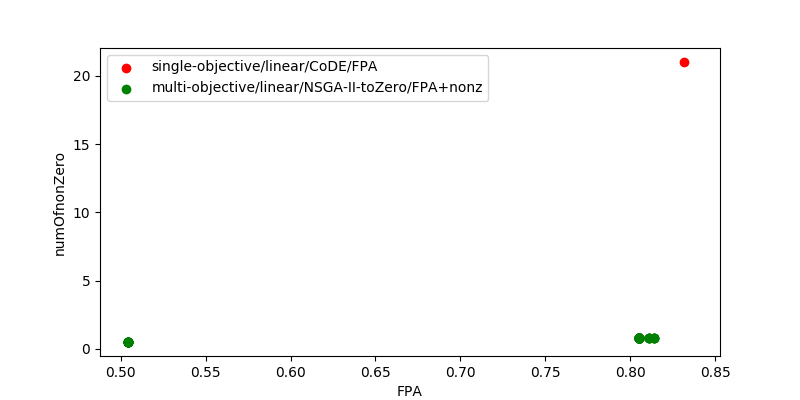 single-objective/linear/CoDE/FPA
multi-objective/linear/NSGA-II-toZero/FPA+nonz
numOfnonZero
20
15
10
5
0
0.50 0.55 0.60 0.65 0.70 0.75 0.80 0.85
FPA